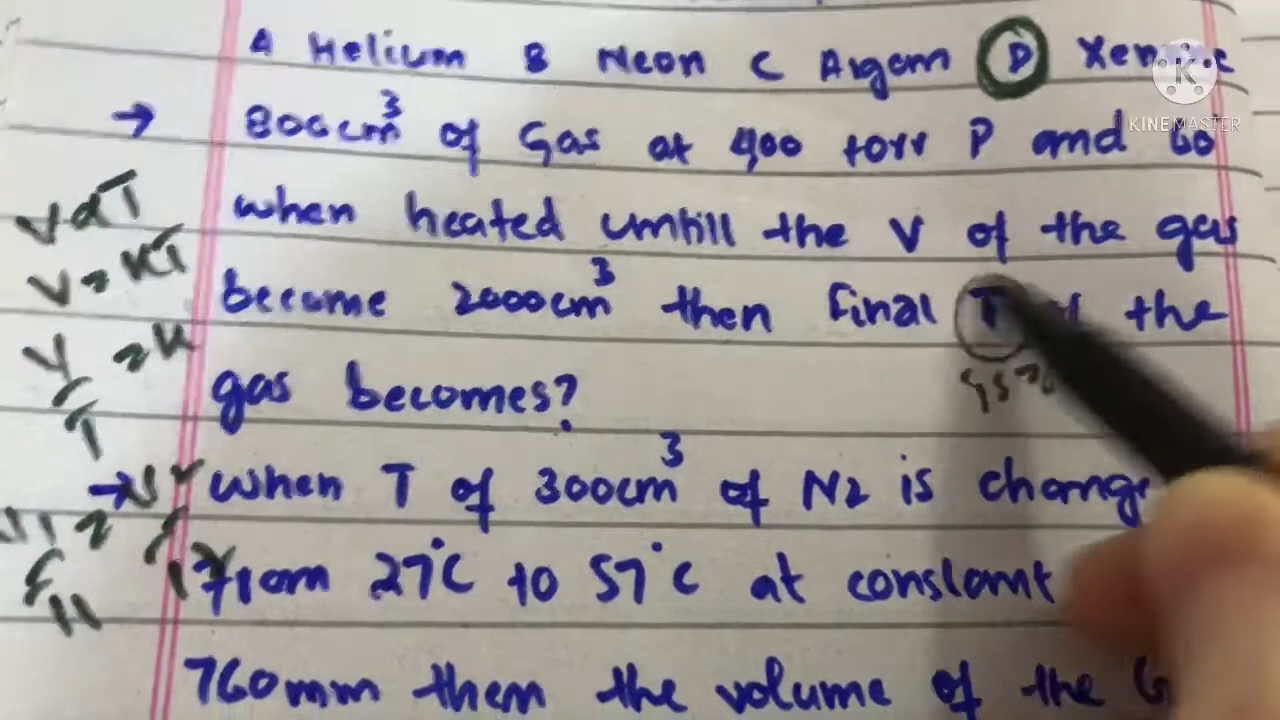 A Helium B Neon C Argon D
KINEMASTER
→ 800cm³ of Gas at 400 torr P and 60
when heated untill the V of the gas
become 2000cm³ then final T of the
gas becomes?
→ when T of 300cm³ of N2 is change
from 27°C to 57°C at constant
760mm then the volume of the G
V∝T
V=KT
V = K
T